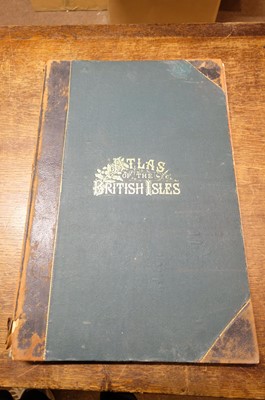 ATLAS
OF THE
BRITISH ISLES